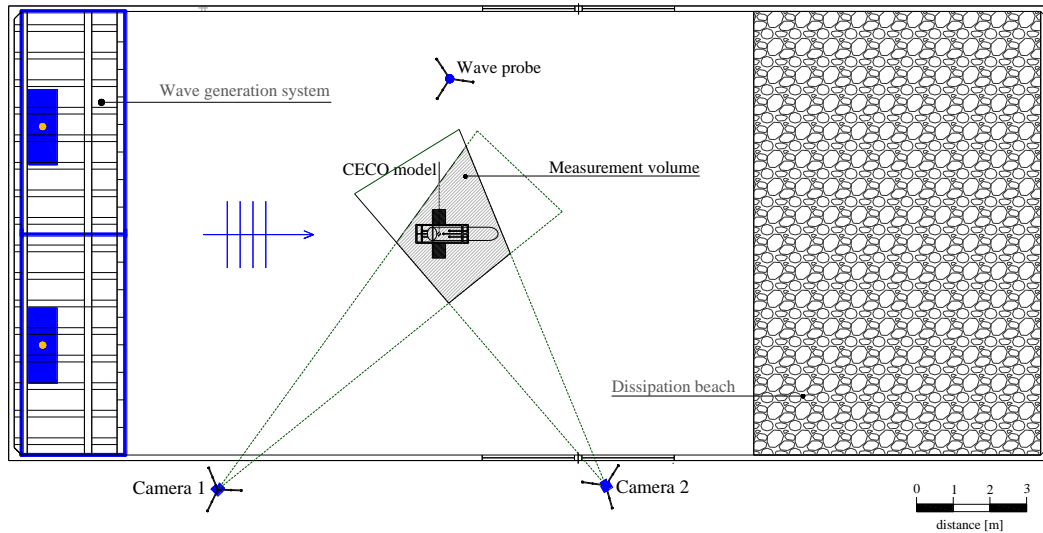 Wave probe
Wave generation system
CECO model
Measurement volume
Dissipation beach
Camera 1
Camera 2
0 1 2 3
distance [m]